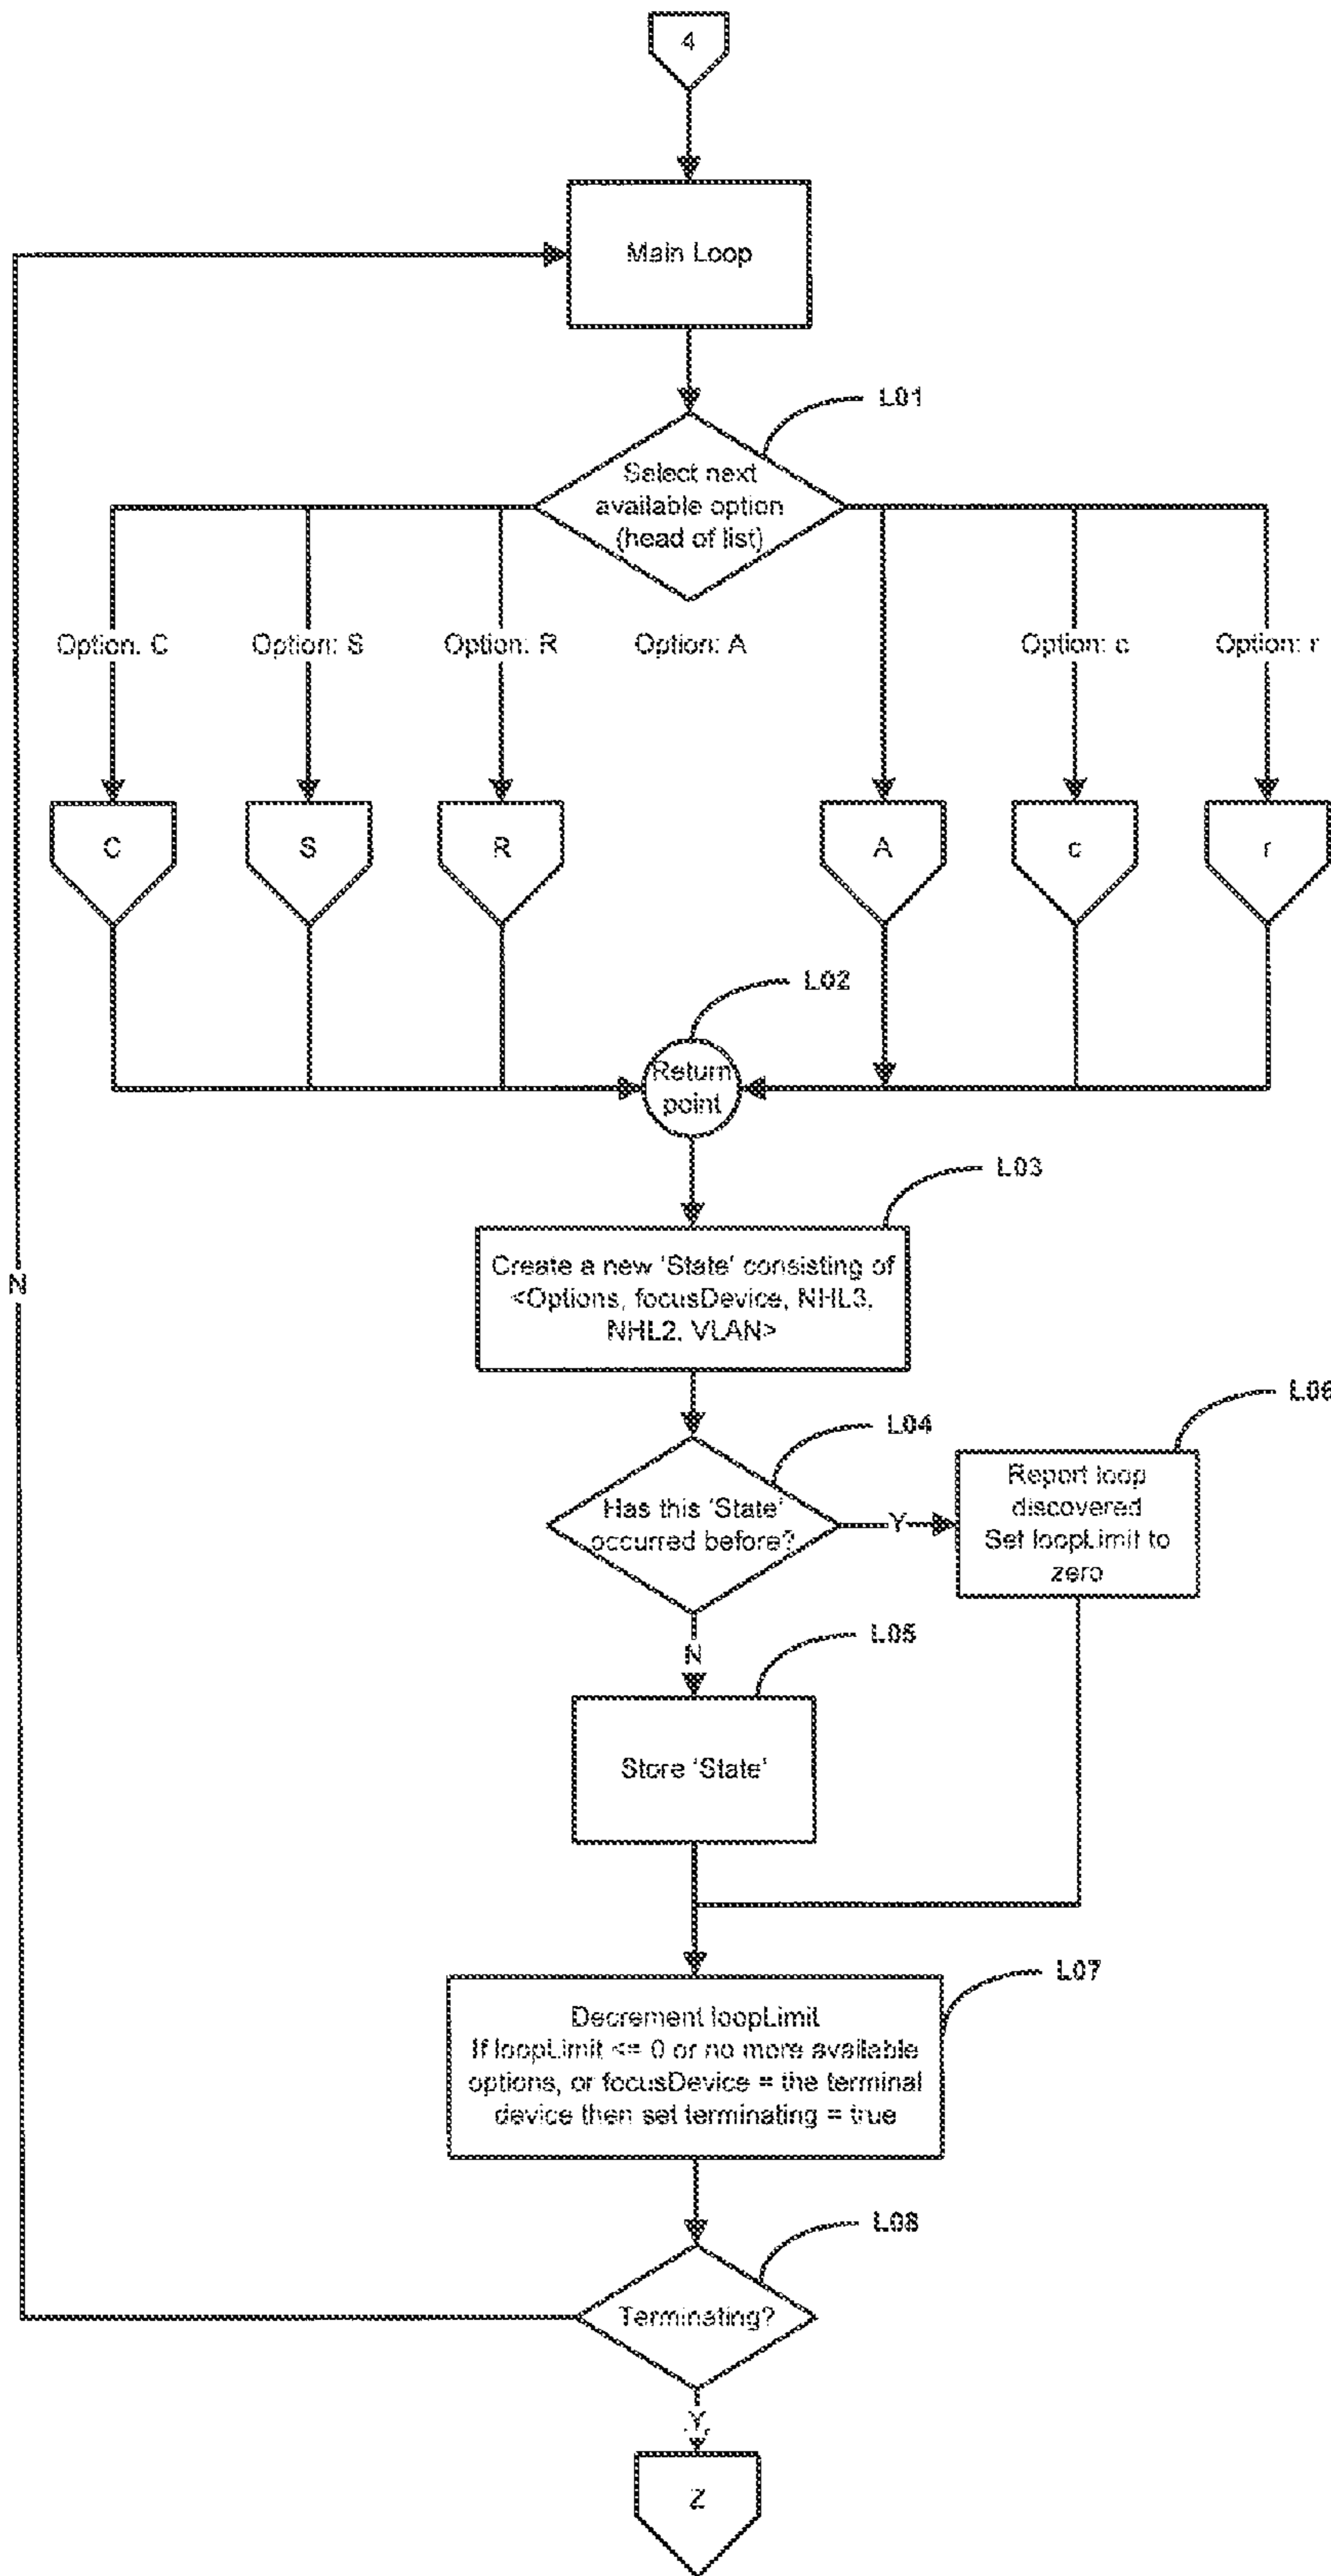 4
Main Loop
L01
Select next
available option
(head of list)
Option: C
Option: S
Option: R
Option: A
Option: c
Option: r
C
S
R
A
c
r
L02
Return
point
L03
Create a new 'State' consisting of
<Options, focusDevice, NHL3,
NHL2, VLAN>
N
L04
L06
Has this 'State'
occurred before?
Y
Report loop
discovered
Set loopLimit to
zero
N
L05
Store 'State'
L07
Decrement loopLimit
If loopLimit <= 0 or no more available
options, or focusDevice = the terminal
device then set terminating = true
L08
Terminating?
Y
Z